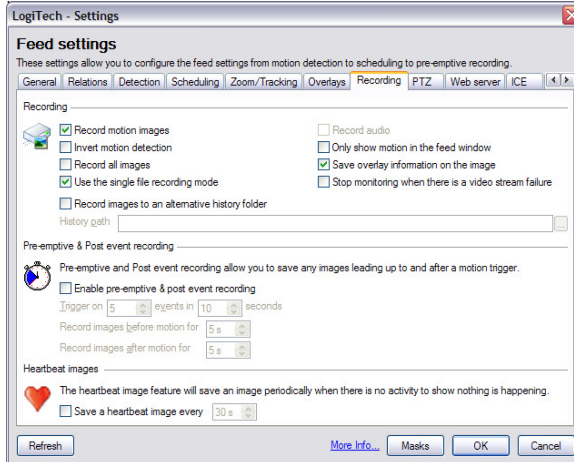 LogiTech - Settings
Feed settings
These settings allow you to configure the feed settings from motion detection to scheduling to pre-emptive recording.
General Relations Detection Scheduling Zoom/Tracking Overlays Recording PTZ Web server ICE
Recording
Record motion images
Record audio
Invert motion detection
Only show motion in the feed window
Record all images
Save overlay information on the image
Use the single file recording mode
Stop monitoring when there is a video stream failure
Record images to an alternative history folder
History path
...
Pre-emptive & Post event recording
Pre-emptive and Post event recording allow you to save any images leading up to and after a motion trigger.
Enable pre-emptive & post event recording
Trigger on 5 events in 10 seconds
Record images before motion for 5 s
Record images after motion for 5 s
Heartbeat images
The heartbeat image feature will save an image periodically when there is no activity to show nothing is happening.
Save a heartbeat image every 30 s
Refresh More Info... Masks OK Cancel